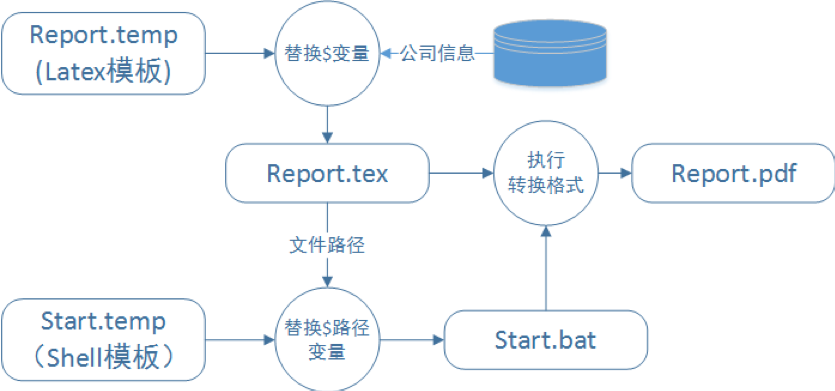 Report.temp
(Latex模板)
替换$变量
公司信息
Report.tex
执行
转换格式
Report.pdf
文件路径
Start.temp
（Shell模板）
替换$路径
变量
Start.bat